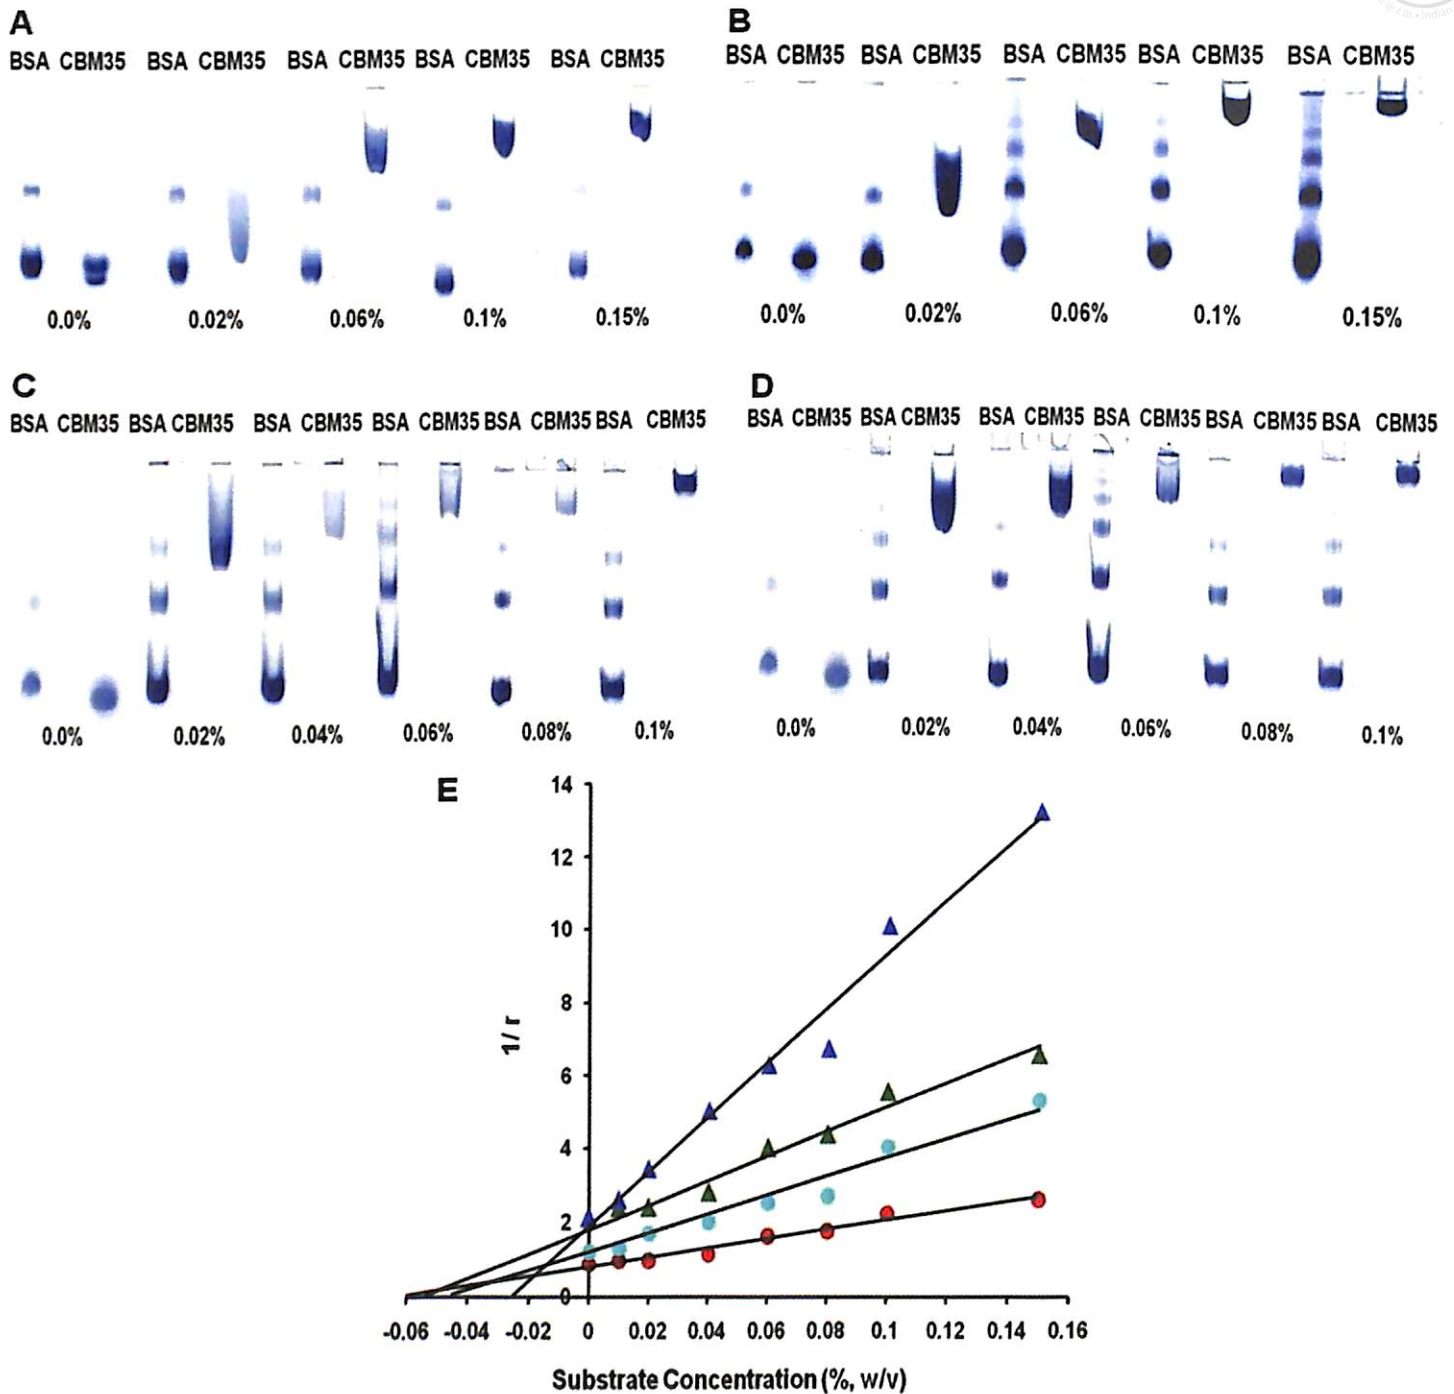 A
BSA CBM35 BSA CBM35 BSA CBM35 BSA CBM35 BSA CBM35
0.0% 0.02% 0.06% 0.1% 0.15%
B
BSA CBM35 BSA CBM35 BSA CBM35 BSA CBM35 BSA CBM35
0.0% 0.02% 0.06% 0.1% 0.15%
C
BSA CBM35 BSA CBM35 BSA CBM35 BSA CBM35 BSA CBM35 BSA CBM35
0.0% 0.02% 0.04% 0.06% 0.08% 0.1%
D
BSA CBM35 BSA CBM35 BSA CBM35 BSA CBM35 BSA CBM35 BSA CBM35
0.0% 0.02% 0.04% 0.06% 0.08% 0.1%
E
14
12
10
8
6
4
2
0
1/ r
-0.06 -0.04 -0.02 0 0.02 0.04 0.06 0.08 0.1 0.12 0.14 0.16
Substrate Concentration (%, w/v)